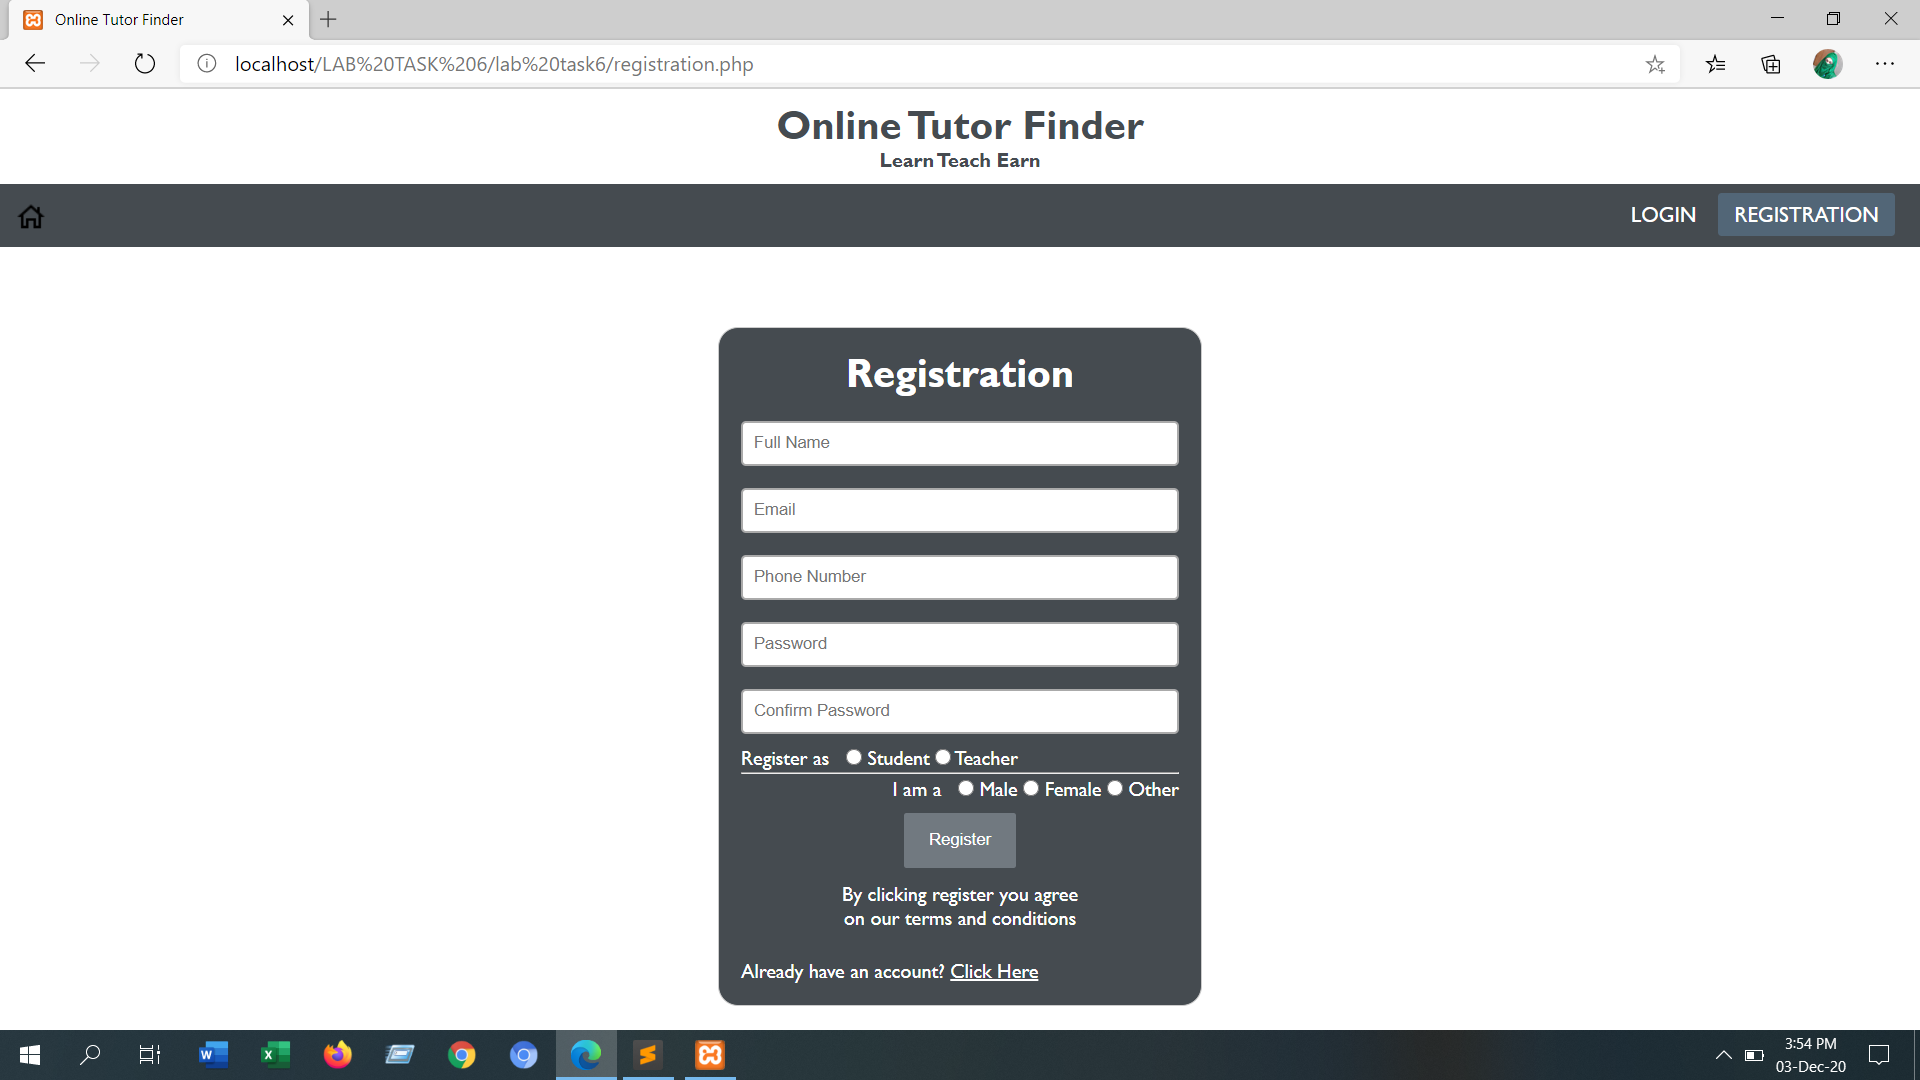 Online Tutor Finder
localhost/LAB%20TASK%206/lab%20task6/registration.php
Online Tutor Finder
Learn Teach Earn
LOGIN REGISTRATION
Registration
Full Name
Email
Phone Number
Password
Confirm Password
Register as Student Teacher
I am a Male Female Other
Register
By clicking register you agree
on our terms and conditions
Already have an account? Click Here
3:54 PM
03-Dec-20